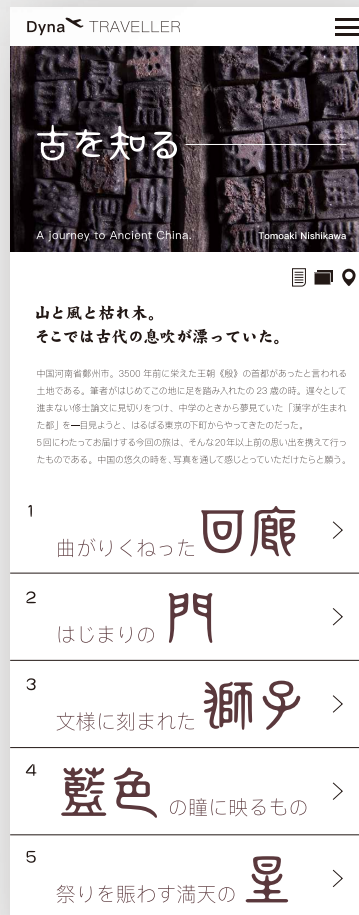 Dyna TRAVELLER
古を知る
A journey to Ancient China.
Tomoaki Nishikawa
山と風と枯れ木。
そこでは古代の息吹が漂っていた。
中国河南省鄭州市。3500 年前に栄えた王朝《殷》の首都があったと言われる
土地である。筆者がはじめてこの地に足を踏み入れたの 23 歳の時。遅々として
進まない修士論文に見切りをつけ、中学のときから夢見ていた「漢字が生まれ
た都」を一目見ようと、はるばる東京の下町からやってきたのだった。
5回にわたってお届けする今回の旅は、そんな20年以上前の思い出を携えて行っ
たものである。中国の悠久の時を、写真を通して感じとっていただけたらと願う。
1
曲がりくねった回廊
2
はじまりの門
3
文様に刻まれた獅子
4
藍色の瞳に映るもの
5
祭りを賑わす満天の星